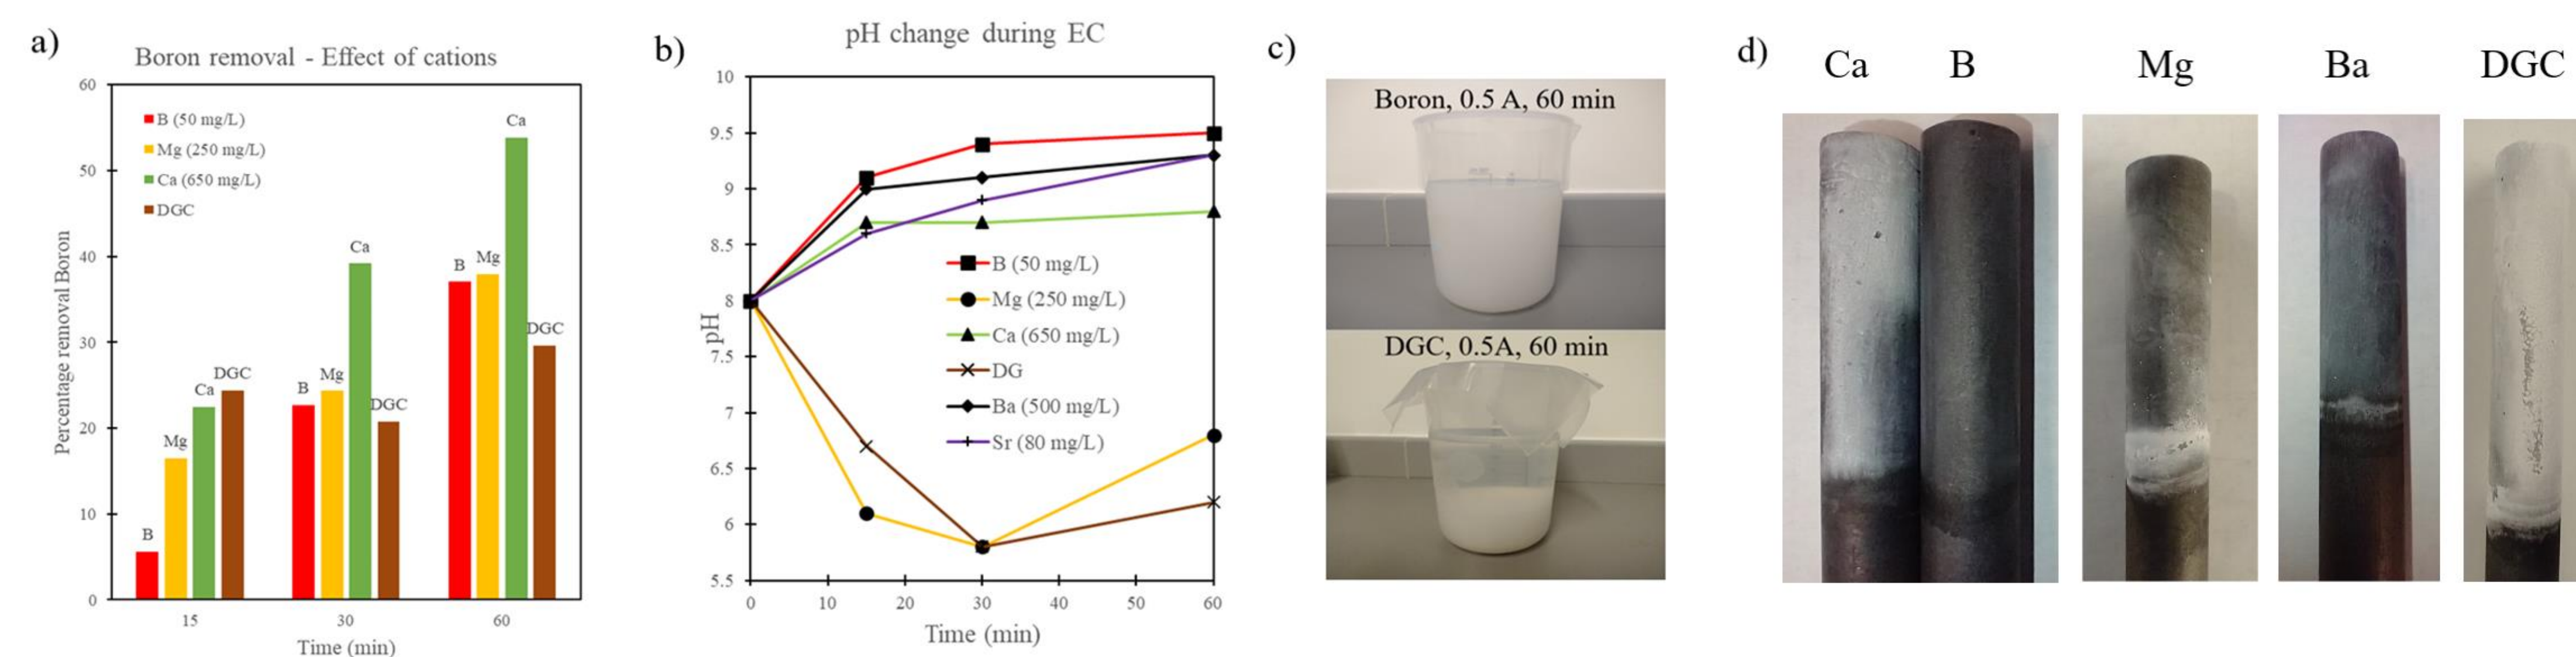 a)
Boron removal - Effect of cations
Percentage removal Boron
60
50
40
30
20
10
0
B (50 mg/L)
Mg (250 mg/L)
Ca (650 mg/L)
DGC
B
Mg
Ca
DGC
B
Mg
Ca
DGC
B
Mg
Ca
DGC
15
30
60
Time (min)
b)
pH change during EC
pH
10
9.5
9
8.5
8
7.5
7
6.5
6
5.5
B (50 mg/L)
Mg (250 mg/L)
Ca (650 mg/L)
DG
Ba (500 mg/L)
Sr (80 mg/L)
0
10
20
30
40
50
60
Time (min)
c)
Boron, 0.5 A, 60 min
DGC, 0.5A, 60 min
d)
Ca
B
Mg
Ba
DGC